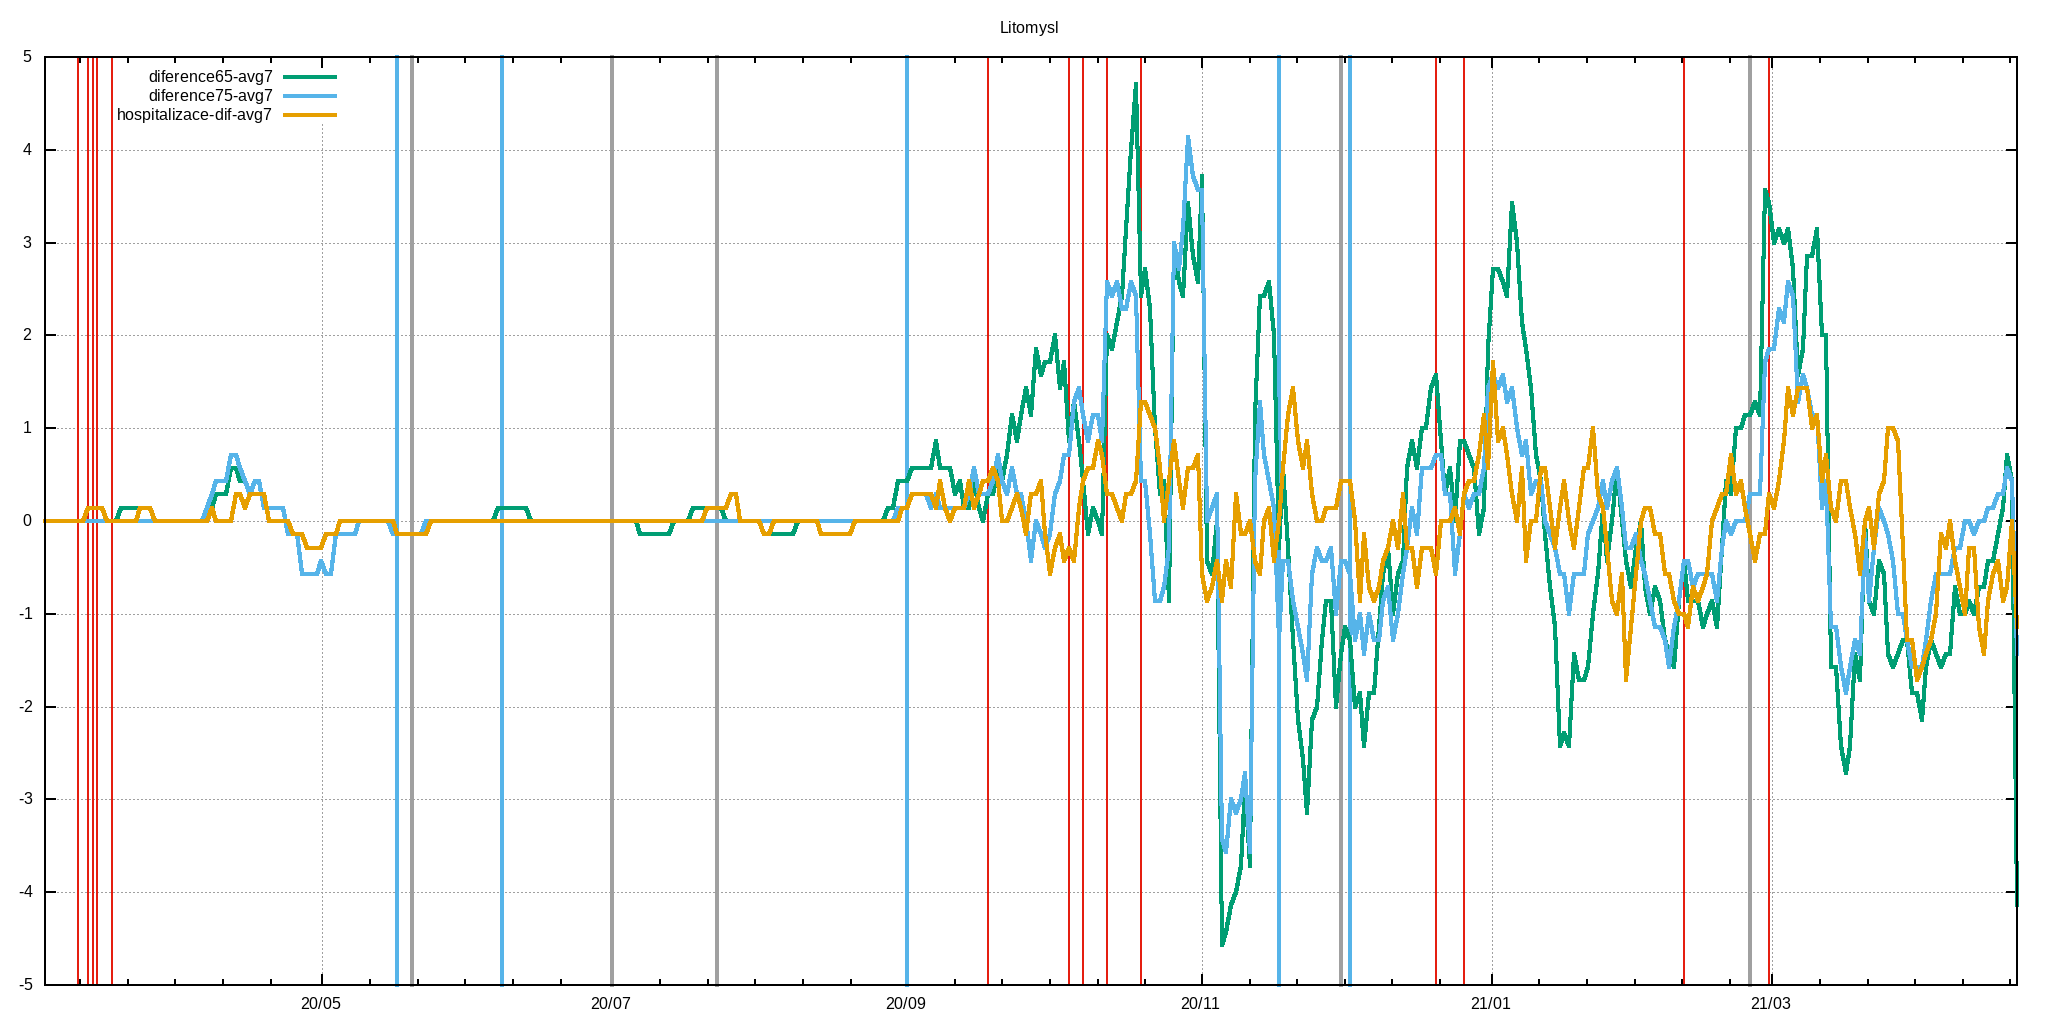 Litomysl
5
diference65-avg7
diference75-avg7
hospitalizace-dif-avg7
4
3
2
1
0
-1
-2
-3
-4
-5
20/05 20/07 20/09 20/11 21/01 21/03